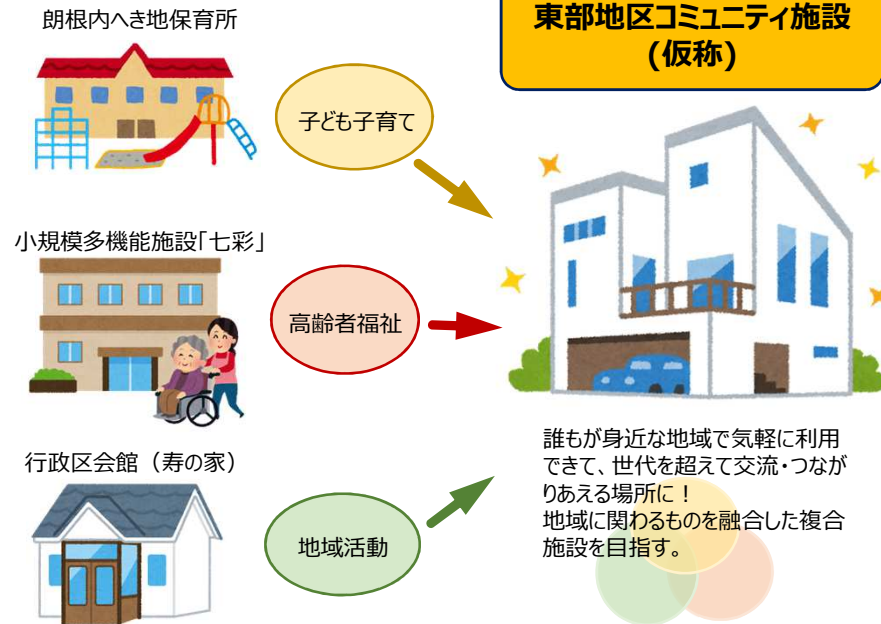 朗根内へき地保育所
子ども子育て
小規模多機能施設「七彩」
高齢者福祉
行政区会館（寿の家）
地域活動
東部地区コミュニティ施設
(仮称)
誰もが身近な地域で気軽に利用
できて、世代を超えて交流・つなが
りあえる場所に！
地域に関わるものを融合した複合
施設を目指す。